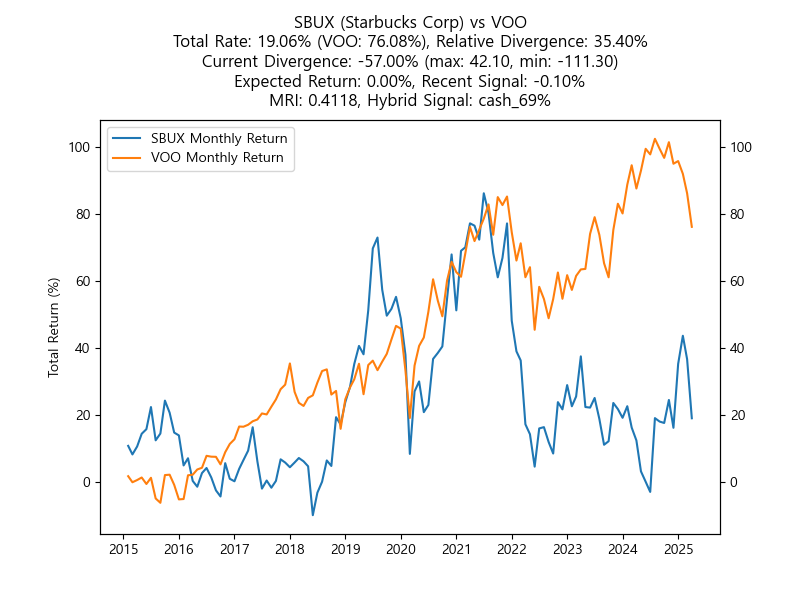 SBUX (Starbucks Corp) vs VOO
Total Rate: 19.06% (VOO: 76.08%), Relative Divergence: 35.40%
Current Divergence: -57.00% (max: 42.10, min: -111.30)
Expected Return: 0.00%, Recent Signal: -0.10%
MRI: 0.4118, Hybrid Signal: cash_69%
SBUX Monthly Return
VOO Monthly Return
Total Return (%)
100 100
80 80
60 60
40 40
20 20
0 0
2015 2016 2017 2018 2019 2020 2021 2022 2023 2024 2025